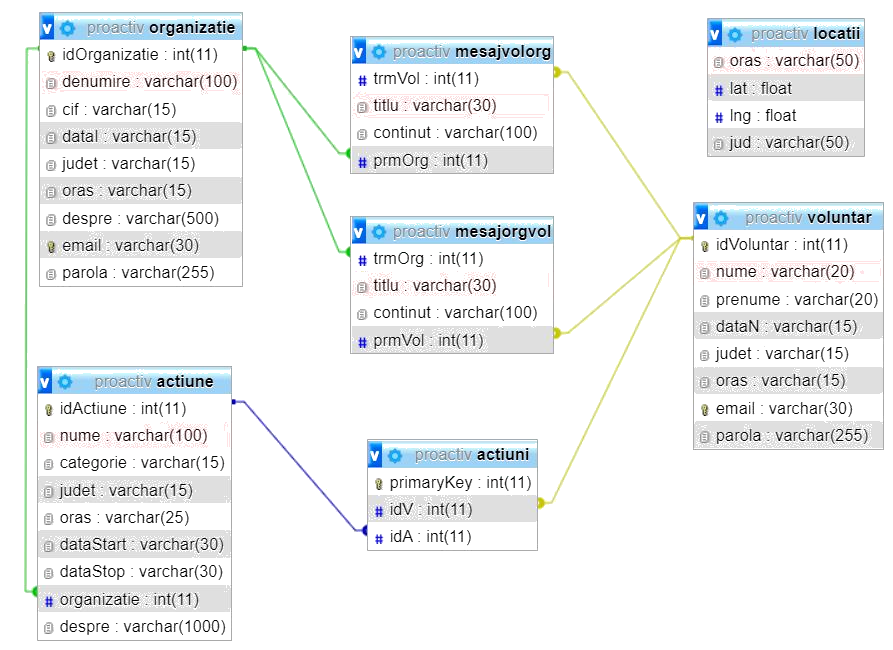 v proactiv organizatie
idOrganizatie : int(11)
denumire : varchar(100)
cif : varchar(15)
dataI : varchar(15)
judet : varchar(15)
oras : varchar(15)
despre : varchar(500)
email : varchar(30)
parola : varchar(255)
v proactiv mesajvolorg
# trmVol : int(11)
titlu : varchar(30)
continut : varchar(100)
# prmOrg : int(11)
v proactiv locatii
oras : varchar(50)
# lat : float
# lng : float
jud : varchar(50)
v proactiv mesajorgvol
# trmOrg : int(11)
titlu : varchar(30)
continut : varchar(100)
# prmVol : int(11)
v proactiv voluntar
idVoluntar : int(11)
nume : varchar(20)
prenume : varchar(20)
dataN : varchar(15)
judet : varchar(15)
oras : varchar(15)
email : varchar(30)
parola : varchar(255)
v proactiv actiune
idActiune : int(11)
nume : varchar(100)
categorie : varchar(15)
judet : varchar(15)
oras : varchar(25)
dataStart : varchar(30)
dataStop : varchar(30)
# organizatie : int(11)
despre : varchar(1000)
v proactiv actiuni
primaryKey : int(11)
# idV : int(11)
# idA : int(11)